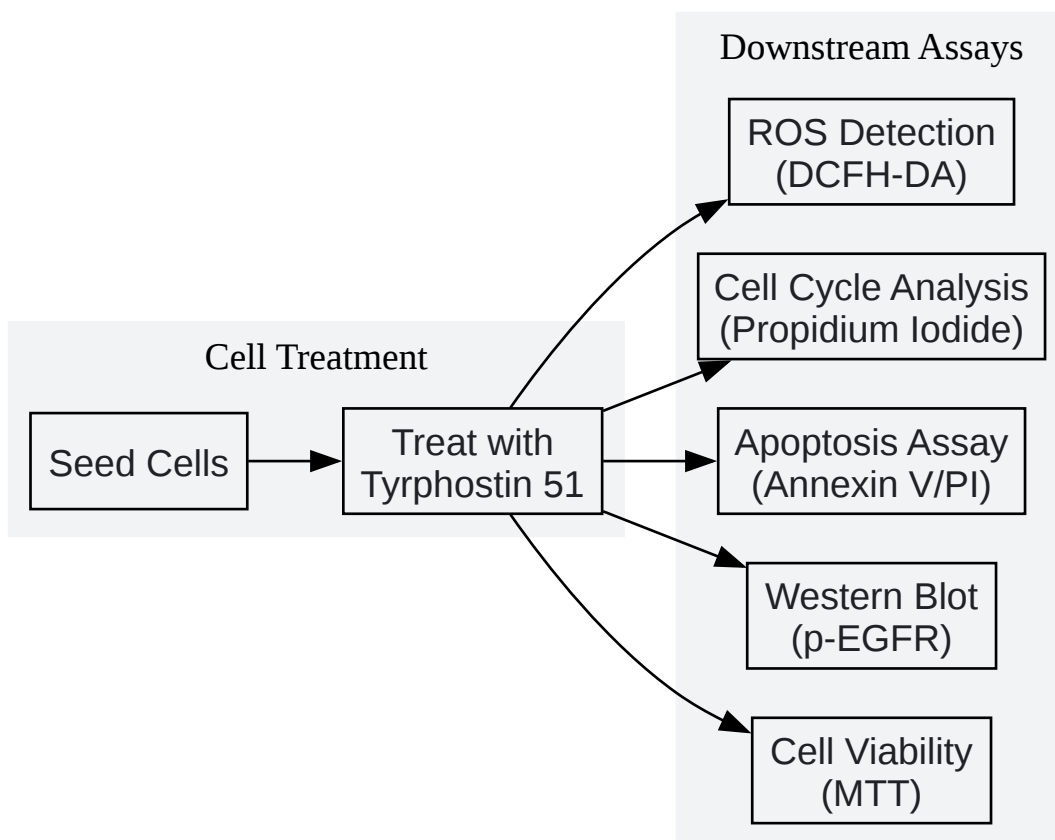 Downstream Assays
ROS Detection
(DCFH-DA)
Cell Cycle Analysis
(Propidium Iodide)
Cell Treatment
Seed Cells
Treat with
Tyrphostin 51
Apoptosis Assay
(Annexin V/PI)
Western Blot
(p-EGFR)
Cell Viability
(MTT)